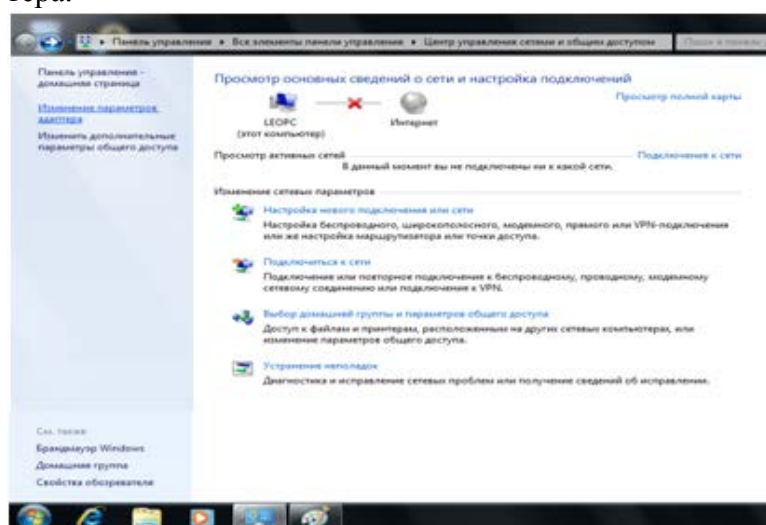 тера.
Панель управления ▸ Все элементы панели управления ▸ Центр управления сетями и общим доступом
Панель управления -
домашняя страница
Изменение параметров
адаптера
Изменить дополнительные
параметры общего доступа
Просмотр основных сведений о сети и настройка подключений
Просмотр полной карты
LEOPC
(этот компьютер)
Интернет
Просмотр активных сетей
Подключение к сети
В данный момент вы не подключены ни к какой сети.
Изменение сетевых параметров
Настройка нового подключения или сети
Настройка беспроводного, широкополосного, модемного, прямого или VPN-подключения
или же настройка маршрутизатора или точки доступа.
Подключиться к сети
Подключение или повторное подключение к беспроводному, проводному, модемному
сетевому соединению или подключение к VPN.
Выбор домашней группы и параметров общего доступа
Доступ к файлам и принтерам, расположенным на других сетевых компьютерах, или
изменение параметров общего доступа.
Устранение неполадок
Диагностика и исправление сетевых проблем или получение сведений об исправлении.
См. также
Брандмауэр Windows
Домашняя группа
Свойства обозревателя